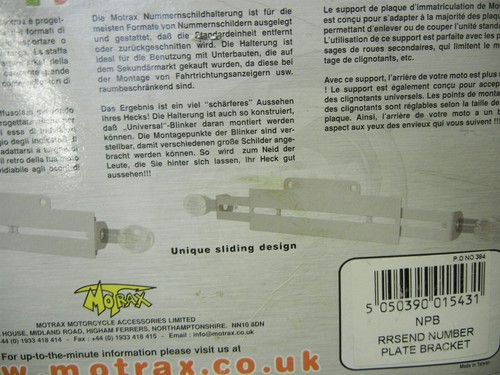 Die Motrax Nummernschildhalterung ist für die
meisten Formate von Nummernschildern ausgelegt
und gestattet, daß die Standardeinheit entfernt
oder zurückgeschnitten wird. Die Halterung ist
ideal für die Benutzung mit Unterbauten, die auf
dem Sekundärmarkt gekauft wurden, da diese bei
der Montage von Fahrtrichtungsanzeigern usw.
raumbeschränkend sind.
Das Ergebnis ist ein viel "schärferes" Aussehen
Ihres Hecks! Die Halterung ist auch so konstruiert,
daß „Universal"-Blinker daran montiert werden
können. Die Montagepunkte der Blinker sind ver-
stellbar, damit verschiedenen große Schilder ange-
bracht werden können. So wird zum Neid der
Leute, die Sie hinter sich lassen, Ihr Heck gut
aussehen!!!
Le support de plaque d'immatriculation de Mot
est conçu pour s'adapter à la majorité des plaq
permettant d'enlever ou de couper l'unité stand
L'utilisation de ce support est parfaite avec les p
sages de roues secondaires, qui limitent le m
tage de clignotants, etc.
Avec ce support, l'arrière de votre moto est plus
! Le support est également conçu pour accep
des clignotants universels. Les points de montag
des clignotants sont réglables selon la taille de
plaque. Ainsi, l'arrière de votre moto a un b
aspect aux yeux des envieux qui vous suivent !!!
Unique sliding design
MOTRAX
MOTRAX MOTORCYCLE ACCESSORIES LIMITED
HOUSE, MIDLAND ROAD, HIGHAM FERRERS, NORTHAMPTONSHIRE. NN10 8DN
+44 (0) 1933 418 414 - Fax : +44 (0) 1933 418 415 - Email : info@motrax.co.uk
For up-to-the-minute information please visit us at
w.motrax.co.uk
P.O NO 364
5 050390 015431
NPB
RRSEND NUMBER
PLATE BRACKET
Made in Taiwan